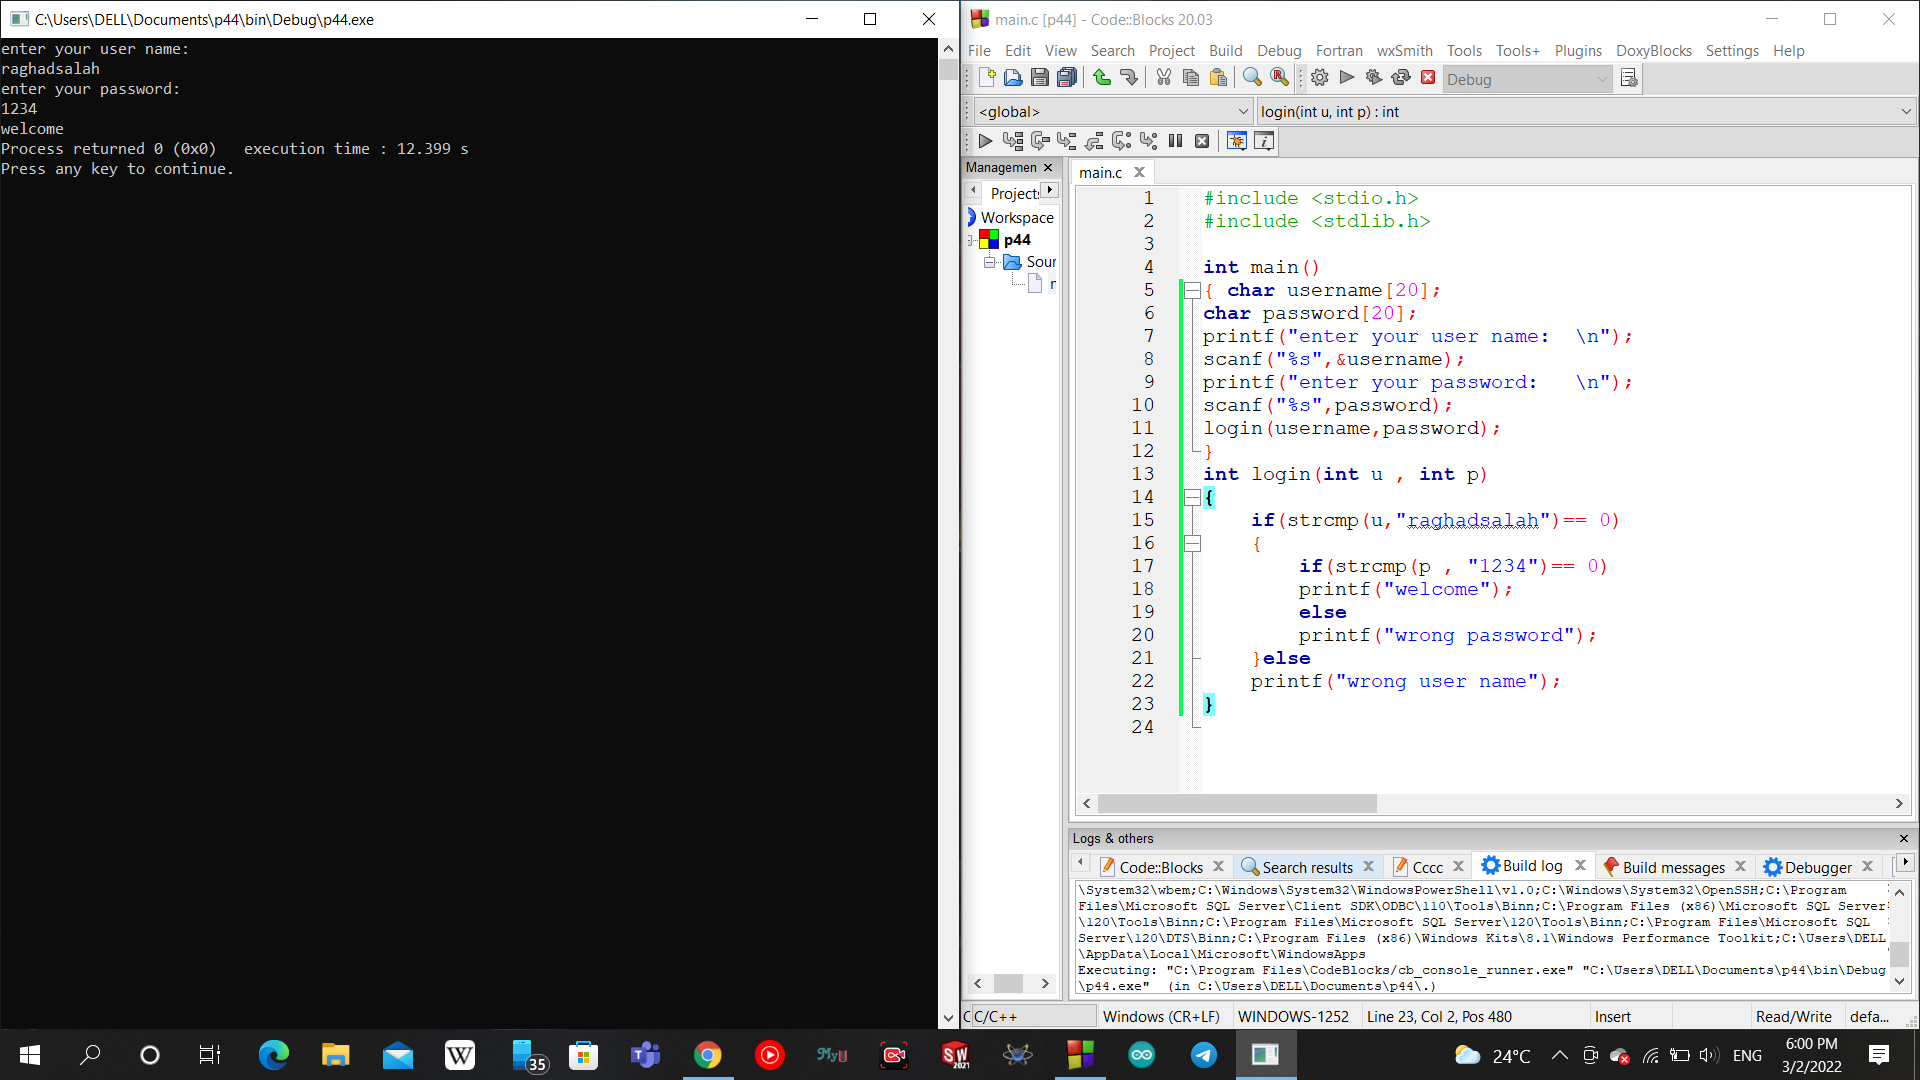 C:\Users\DELL\Documents\p44\bin\Debug\p44.exe
enter your user name:
raghadsalah
enter your password:
1234
welcome
Process returned 0 (0x0)   execution time : 12.399 s
Press any key to continue.
main.c [p44] - Code::Blocks 20.03
File Edit View Search Project Build Debug Fortran wxSmith Tools Tools+ Plugins DoxyBlocks Settings Help
Debug
<global>
login(int u, int p) : int
Managemen
Projects
Workspace
p44
Sour
main.c
1 #include <stdio.h>
2 #include <stdlib.h>
3
4 int main()
5 { char username[20];
6 char password[20];
7 printf("enter your user name:  \n");
8 scanf("%s",&username);
9 printf("enter your password:   \n");
10 scanf("%s",password);
11 login(username,password);
12 }
13 int login(int u , int p)
14 {
15     if(strcmp(u,"raghadsalah")== 0)
16     {
17         if(strcmp(p , "1234")== 0)
18         printf("welcome");
19         else
20         printf("wrong password");
21     }else
22     printf("wrong user name");
23 }
24
Logs & others
Code::Blocks
Search results
Cccc
Build log
Build messages
Debugger
\System32\wbem;C:\Windows\System32\WindowsPowerShell\v1.0;C:\Windows\System32\OpenSSH;C:\Program
Files\Microsoft SQL Server\Client SDK\ODBC\110\Tools\Binn;C:\Program Files (x86)\Microsoft SQL Server
\120\Tools\Binn;C:\Program Files\Microsoft SQL Server\120\Tools\Binn;C:\Program Files\Microsoft SQL
Server\120\DTS\Binn;C:\Program Files (x86)\Windows Kits\8.1\Windows Performance Toolkit;C:\Users\DELL
\AppData\Local\Microsoft\WindowsApps
Executing: "C:\Program Files\CodeBlocks/cb_console_runner.exe" "C:\Users\DELL\Documents\p44\bin\Debug
\p44.exe"  (in C:\Users\DELL\Documents\p44\.)
C C/C++
Windows (CR+LF)
WINDOWS-1252
Line 23, Col 2, Pos 480
Insert
Read/Write
defa...
W
35
MyU
SW
2021
24°C
ENG
6:00 PM
3/2/2022